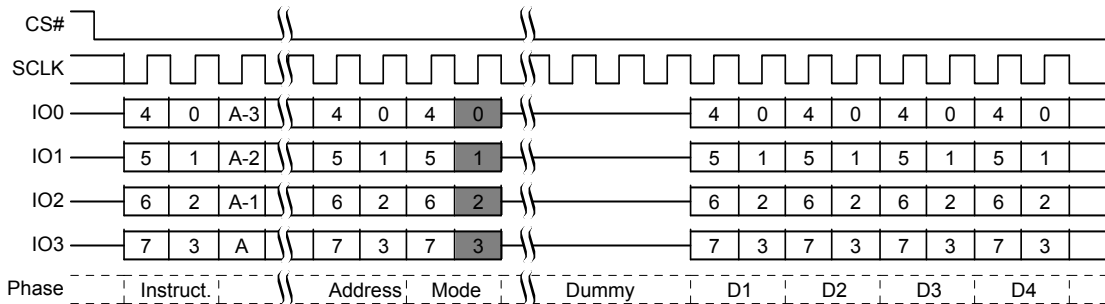 CS#
SCLK
IO0 4 0 A-3 4 0 4 0 4 0 4 0 4 0 4 0
IO1 5 1 A-2 5 1 5 1 5 1 5 1 5 1 5 1
IO2 6 2 A-1 6 2 6 2 6 2 6 2 6 2 6 2
IO3 7 3 A 7 3 7 3 7 3 7 3 7 3 7 3
Phase Instruct. Address Mode Dummy D1 D2 D3 D4